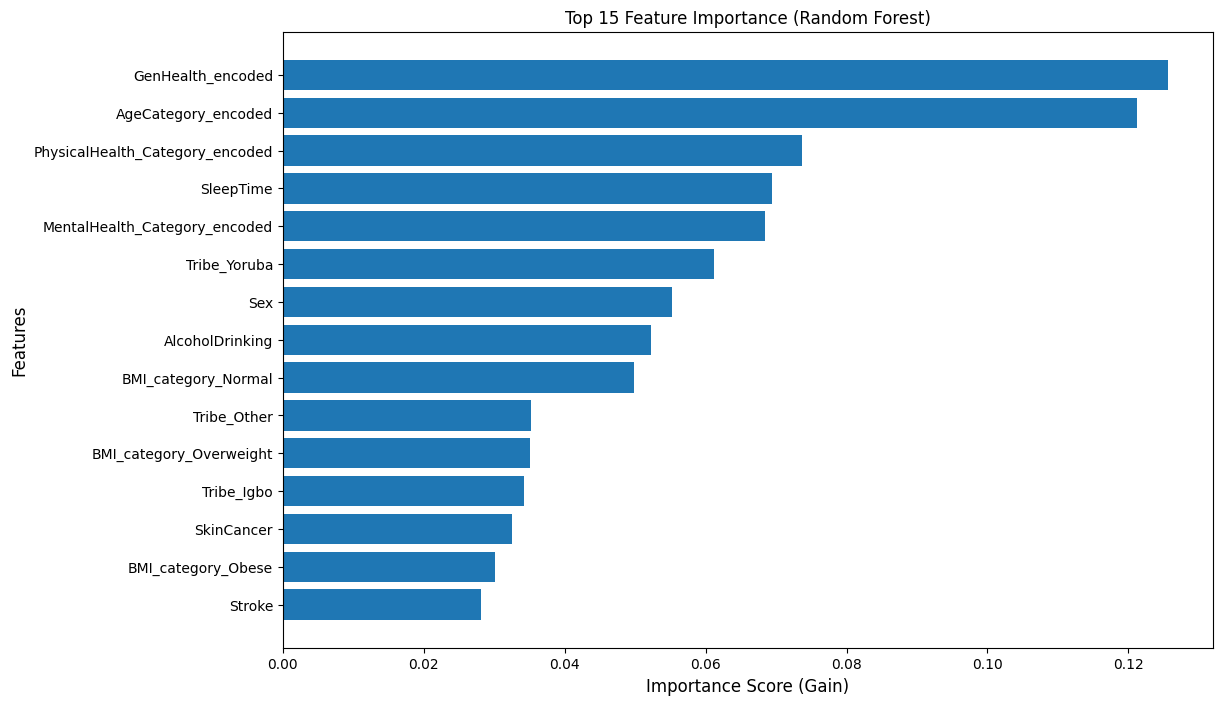 Top 15 Feature Importance (Random Forest)
GenHealth_encoded
AgeCategory_encoded
PhysicalHealth_Category_encoded
SleepTime
MentalHealth_Category_encoded
Tribe_Yoruba
Sex
AlcoholDrinking
BMI_category_Normal
Tribe_Other
BMI_category_Overweight
Tribe_Igbo
SkinCancer
BMI_category_Obese
Stroke
Features
0.00 0.02 0.04 0.06 0.08 0.10 0.12
Importance Score (Gain)